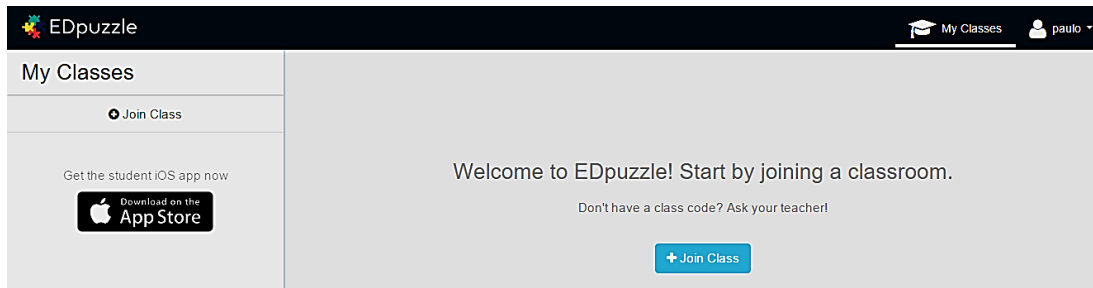 EDpuzzle
My Classes
paulo
My Classes
Join Class
Get the student iOS app now
Download on the
App Store
Welcome to EDpuzzle! Start by joining a classroom.
Don't have a class code? Ask your teacher!
Join Class